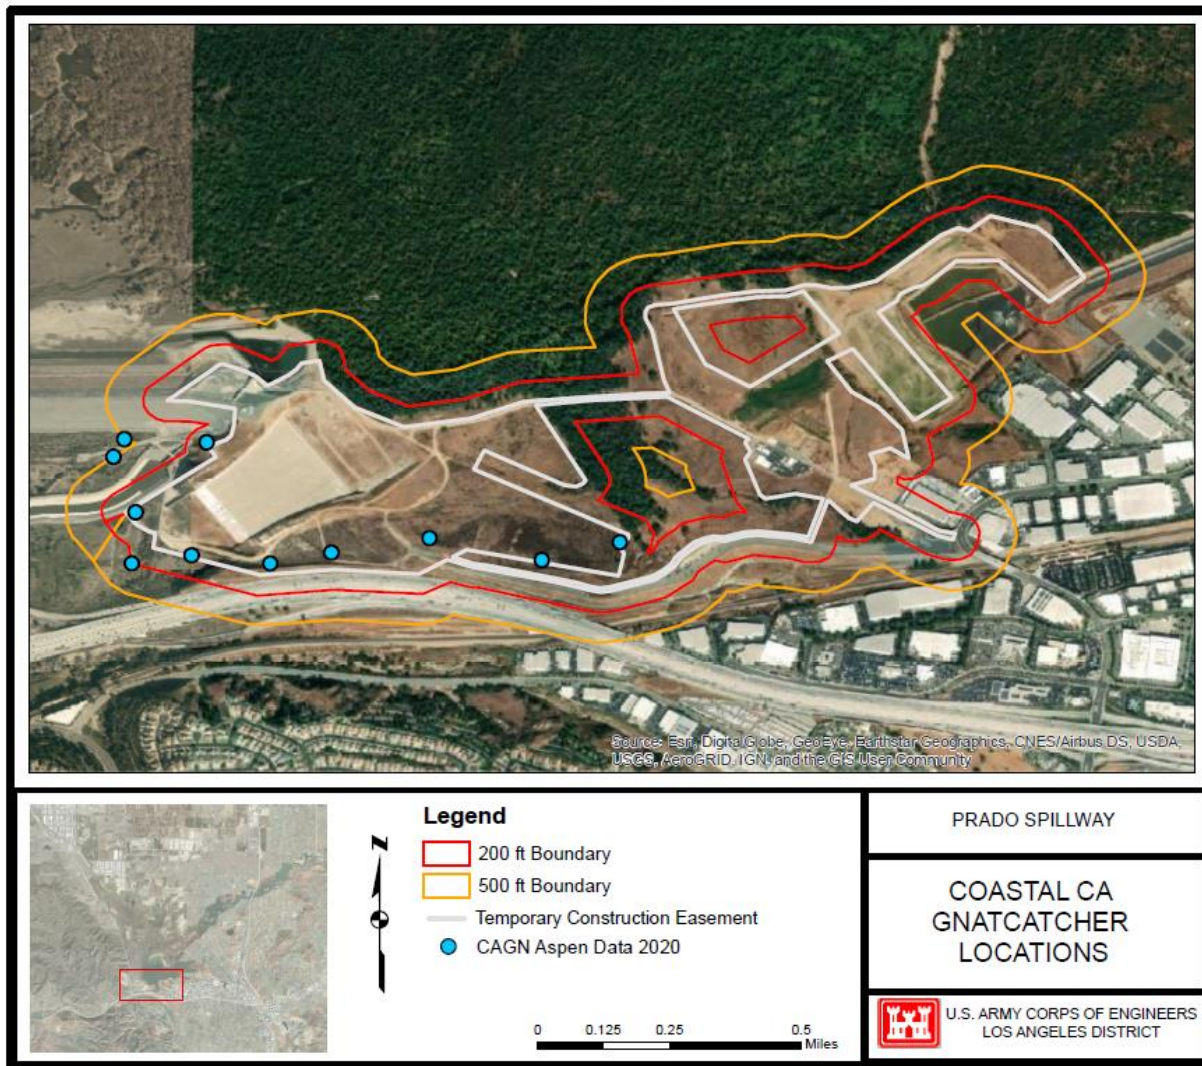 Source: Esri, DigitalGlobe, GeoEye, Earthstar Geographics, CNES/Airbus DS, USDA,
USGS, AeroGRID, IGN, and the GIS User Community
Legend
200 ft Boundary
500 ft Boundary
Temporary Construction Easement
CAGN Aspen Data 2020
N
0 0.125 0.25 0.5
Miles
PRADO SPILLWAY
COASTAL CA
GNATCATCHER
LOCATIONS
U.S. ARMY CORPS OF ENGINEERS
LOS ANGELES DISTRICT